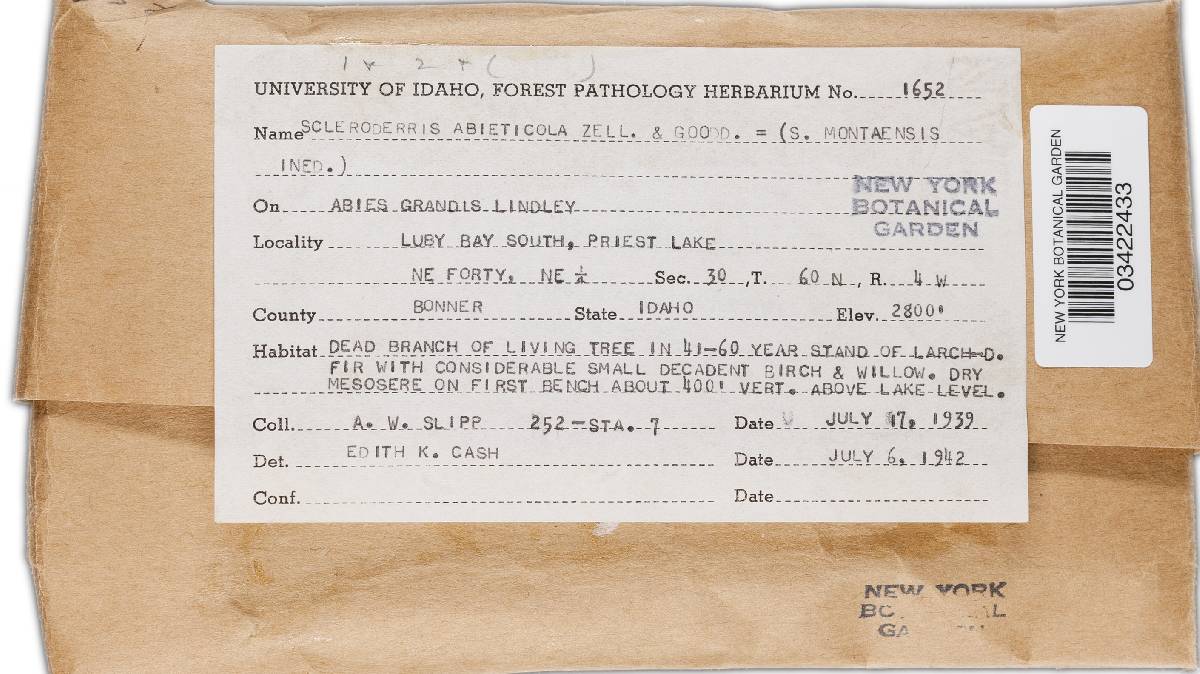 1 x 2 x ( )
UNIVERSITY OF IDAHO, FOREST PATHOLOGY HERBARIUM No. 1652
Name SCLERODERRIS ABIETICOLA ZELL. & GOODD. = (S. MONTAENSIS
INED.)
NEW YORK
BOTANICAL
GARDEN
On ABIES GRANDIS LINDLEY
Locality LUBY BAY SOUTH, PRIEST LAKE
NE FORTY, NE ¼ Sec. 30 ,T. 60 N , R. 4 W
County BONNER State IDAHO Elev. 2800'
Habitat DEAD BRANCH OF LIVING TREE IN 41-60 YEAR STAND OF LARCH-D.
FIR WITH CONSIDERABLE SMALL DECADENT BIRCH & WILLOW. DRY
MESOSERE ON FIRST BENCH ABOUT 400' VERT. ABOVE LAKE LEVEL.
Coll. A. W. SLIPP 252-STA. 7 Date JULY 17, 1939
Det. EDITH K. CASH Date JULY 6, 1942
Conf. Date
NEW YORK BOTANICAL GARDEN
03422433
NEW YORK